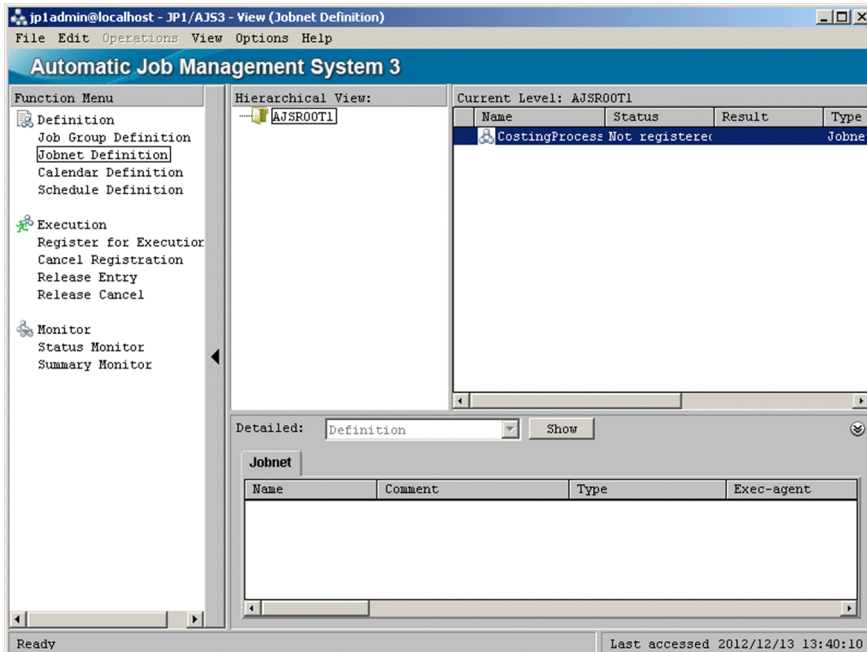 jp1admin@localhost - JP1/AJS3 - View (Jobnet Definition)
File Edit Operations View Options Help
Automatic Job Management System 3
Function Menu
Definition
Job Group Definition
Jobnet Definition
Calendar Definition
Schedule Definition
Execution
Register for Execution
Cancel Registration
Release Entry
Release Cancel
Monitor
Status Monitor
Summary Monitor
Hierarchical View:
AJSROOT1
Current Level: AJSROOT1
Name Status Result Type
CostingProcess Not registered Jobne
Detailed: Definition Show
Jobnet
Name Comment Type Exec-agent
Ready Last accessed 2012/12/13 13:40:10